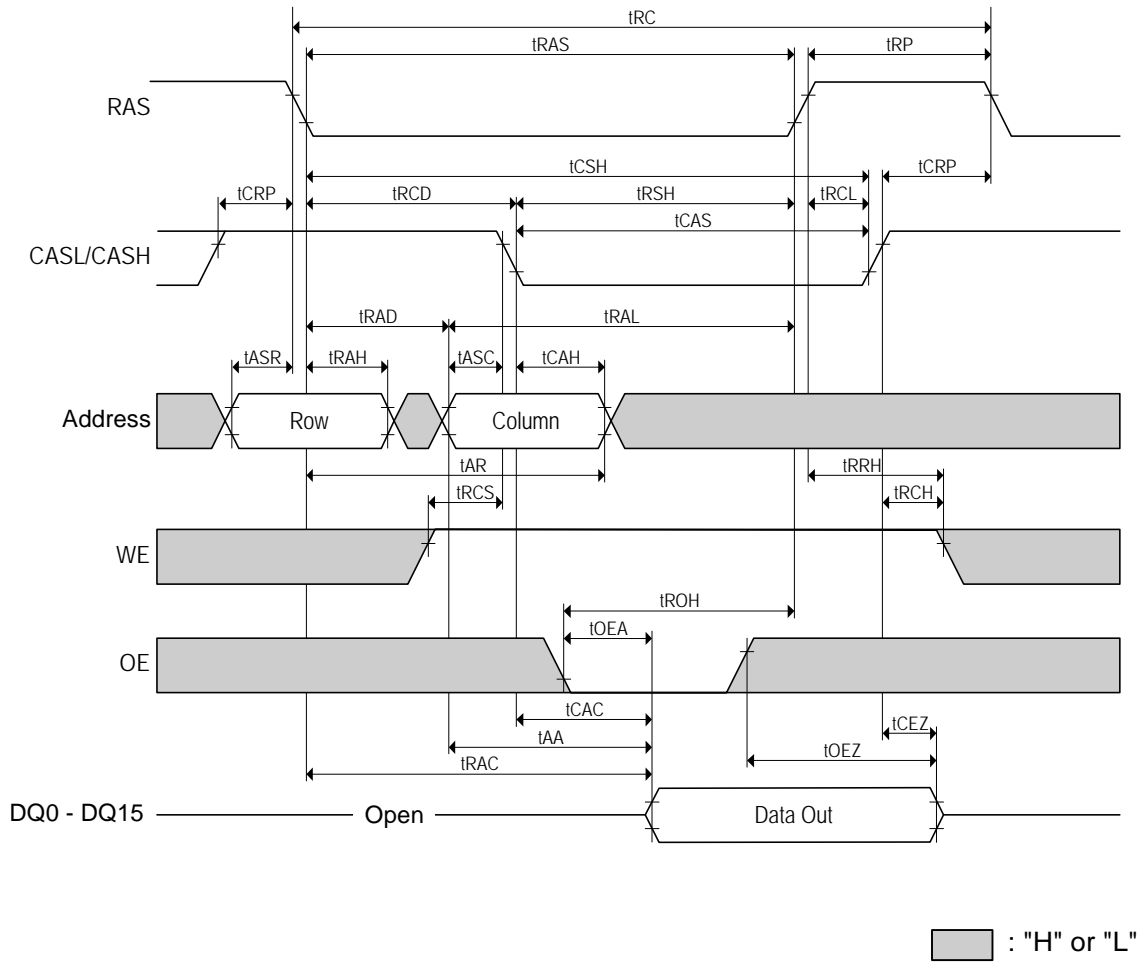 tRC
tRAS
tRP
RAS
tCSH
tCRP
tCRP
tRCD
tRSH
tRCL
tCAS
CASL/CASH
tRAD
tRAL
tASR
tRAH
tASC
tCAH
Address
Row
Column
tAR
tRRH
tRCS
tRCH
WE
tROH
tOEA
OE
tCAC
tCEZ
tAA
tOEZ
tRAC
DQ0 - DQ15
Open
Data Out
: "H" or "L"